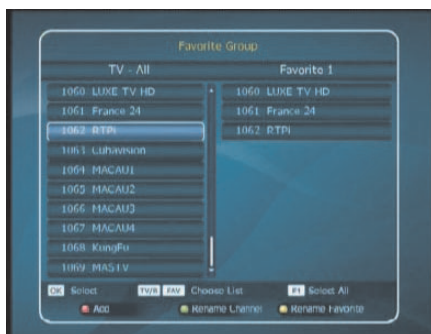 Favorite Group
TV - All
Favorite 1
1060 LUXE TV HD
1061 France 24
1062 RTPi
1063 Cubavision
1064 MACAU1
1065 MACAU2
1066 MACAU3
1067 MACAU4
1068 KungFu
1069 MASTV
1060 LUXE TV HD
1061 France 24
1062 RTPi
OK Select TV/R FAV Choose List F1 Select All
Add Rename Channel Rename Favorite